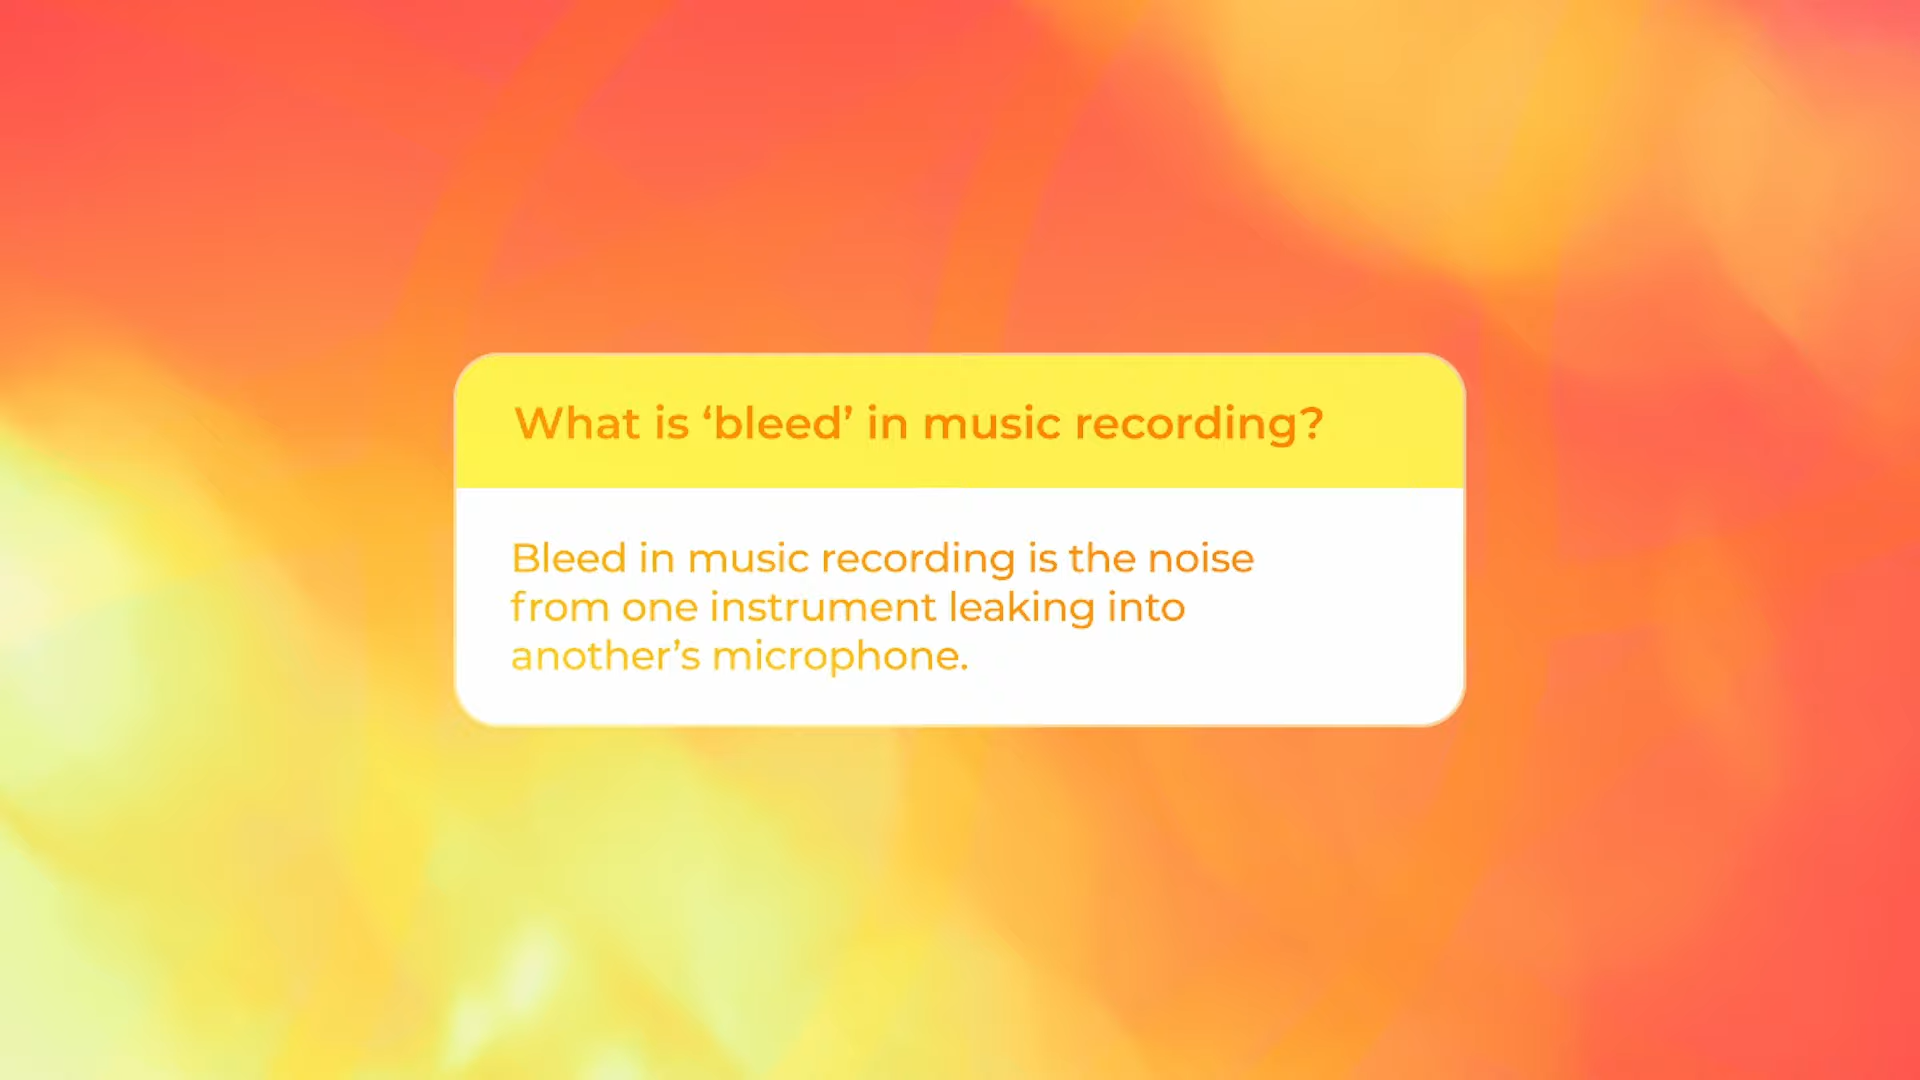 What is ‘bleed’ in music recording?
Bleed in music recording is the noise
from one instrument leaking into
another’s microphone.